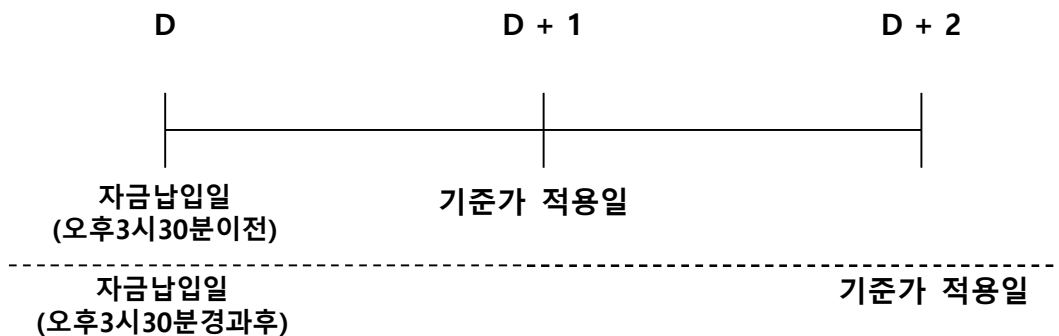 D D + 1 D + 2
자금납입일 기준가 적용일
(오후3시30분이전)
자금납입일 기준가 적용일
(오후3시30분경과후)